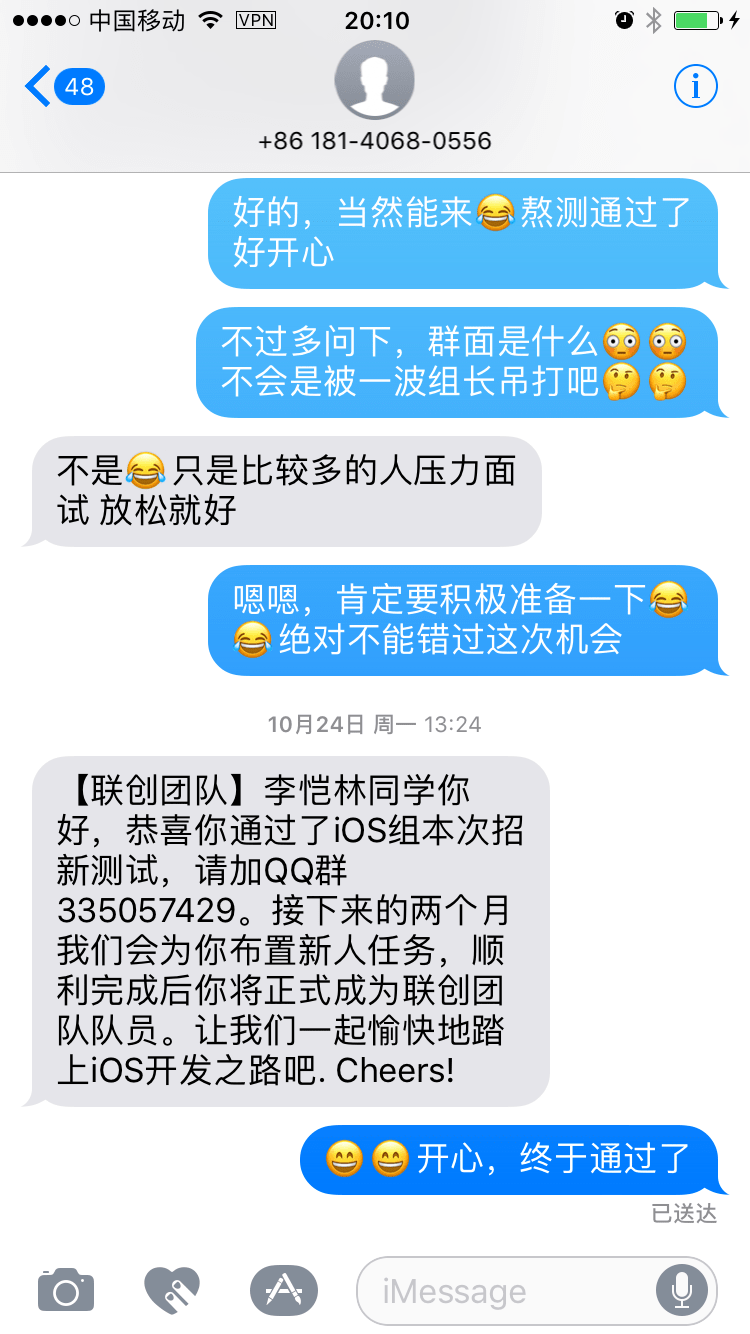 中国移动 VPN 20:10
48
+86 181-4068-0556
好的，当然能来😂熬测通过了
好开心
不过多问下，群面是什么😳😳
不会是被一波组长吊打吧🤔🤔
不是😂只是比较多的人压力面
试 放松就好
嗯嗯，肯定要积极准备一下😂
😂绝对不能错过这次机会
10月24日 周一 13:24
【联创团队】李恺林同学你
好，恭喜你通过了iOS组本次招
新测试，请加QQ群
335057429。接下来的两个月
我们会为你布置新人任务，顺
利完成后你将正式成为联创团
队队员。让我们一起愉快地踏
上iOS开发之路吧. Cheers!
😄😄开心，终于通过了
已送达
iMessage